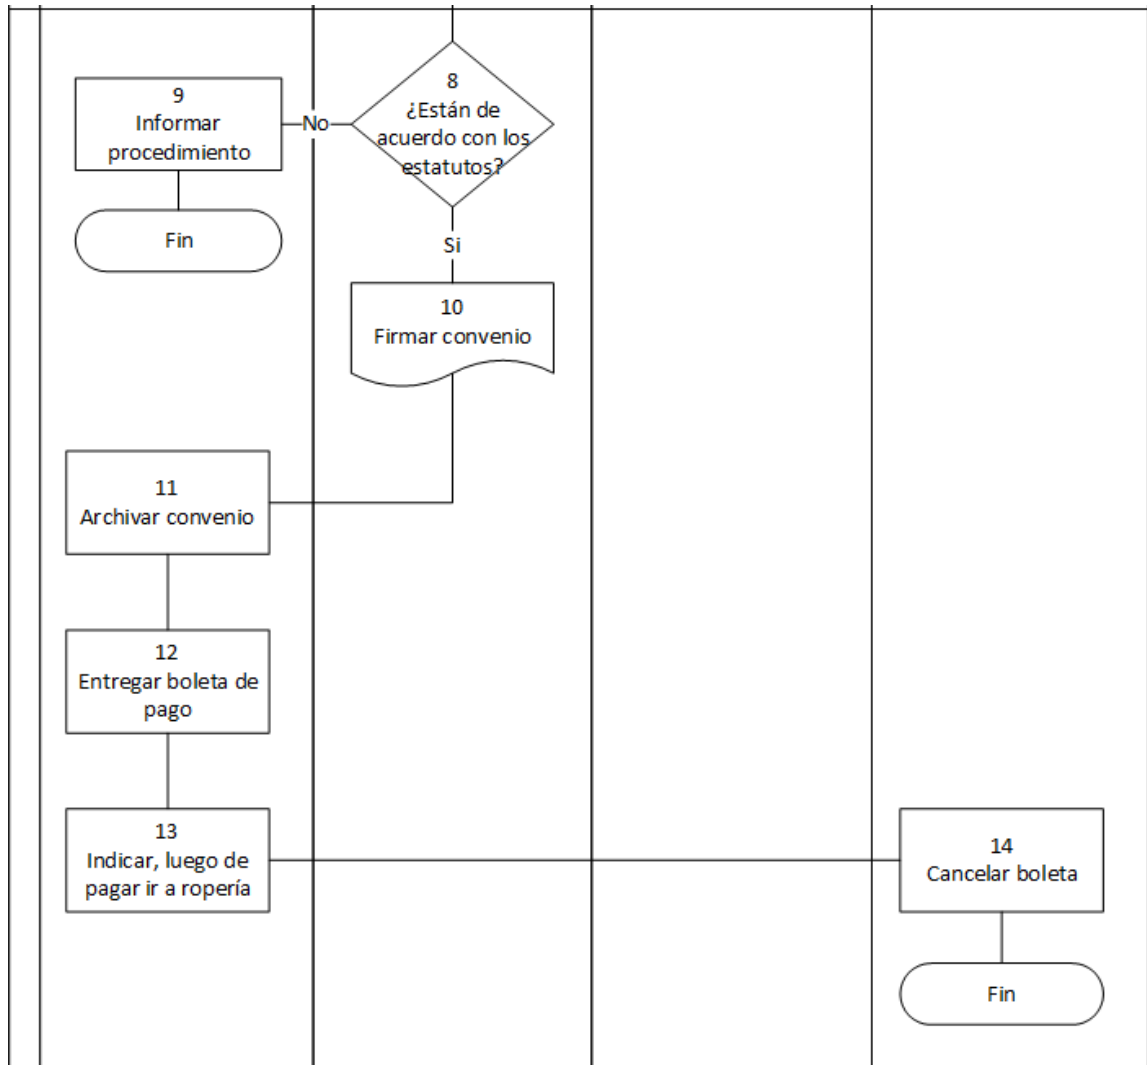 9
Informar
procedimiento
No
8
¿Están de
acuerdo con los
estatutos?
Fin
Si
10
Firmar convenio
11
Archivar convenio
12
Entregar boleta de
pago
13
Indicar, luego de
pagar ir a ropería
14
Cancelar boleta
Fin